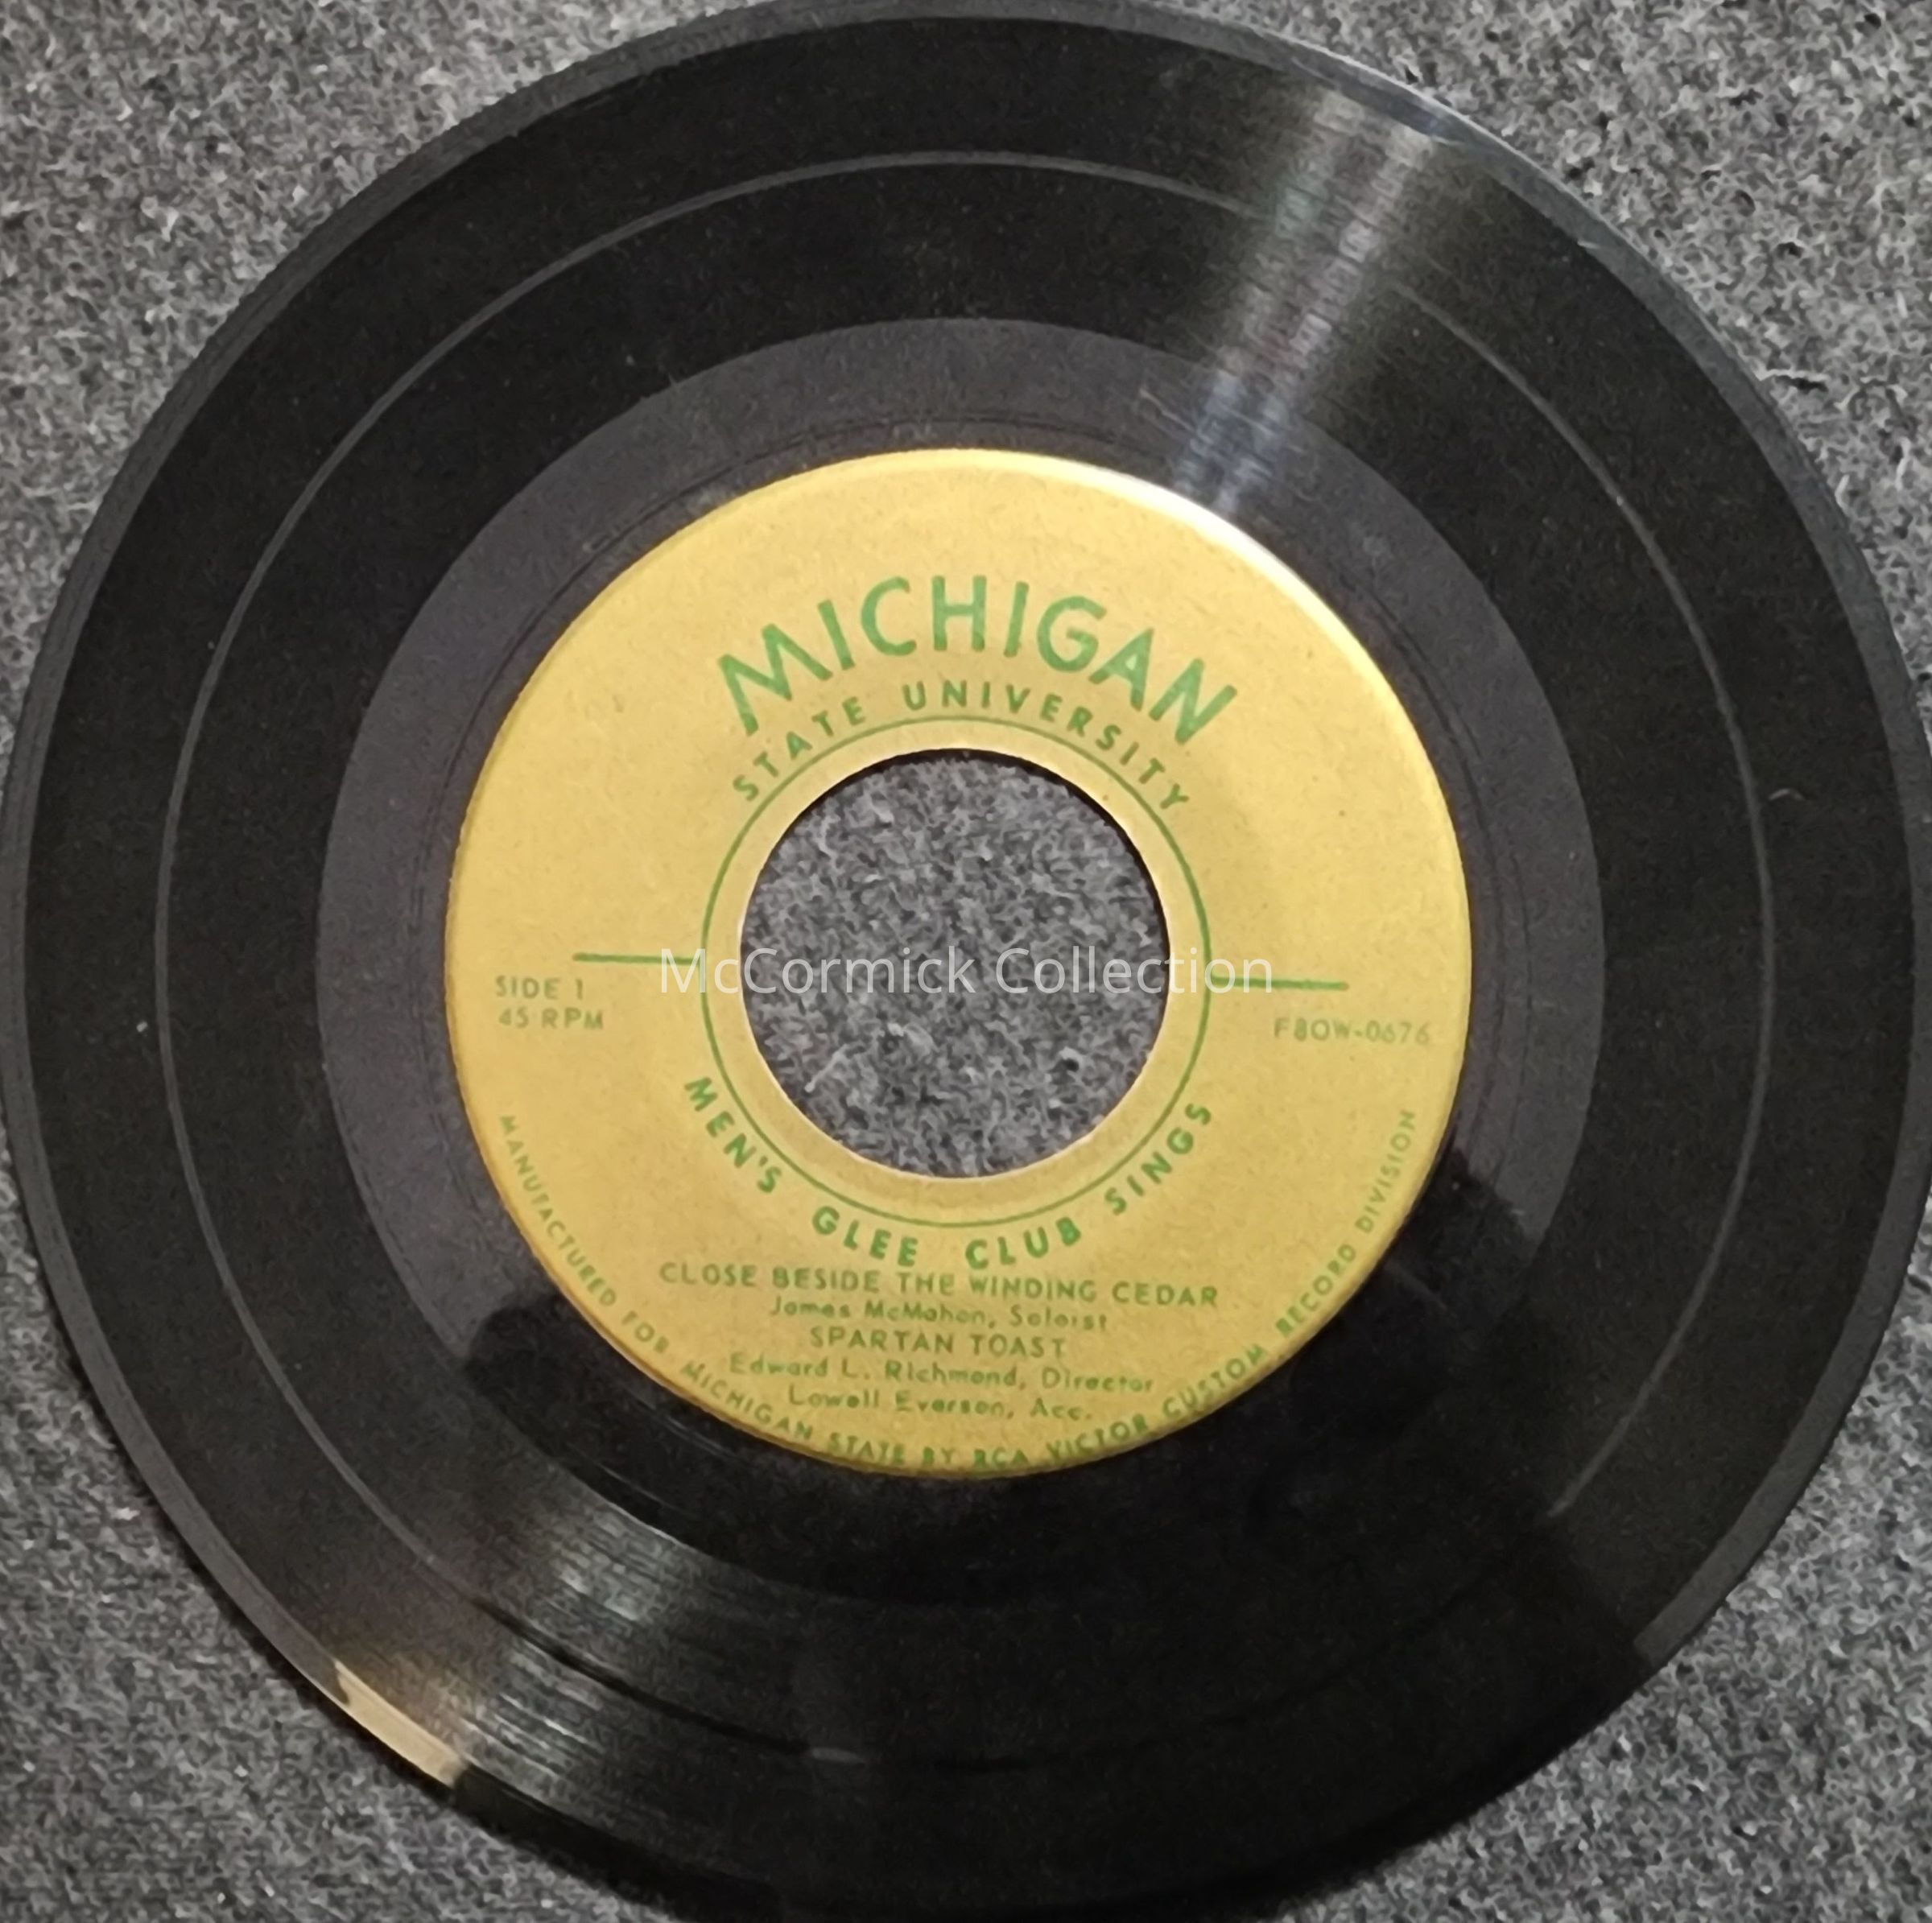 MICHIGAN
STATE UNIVERSITY
McCormick Collection
SIDE 1
45 RPM
F8OW-0676
MEN'S GLEE CLUB SINGS
CLOSE BESIDE THE WINDING CEDAR
James McMahon, Soloist
SPARTAN TOAST
Edward L. Richmond, Director
Lowell Everson, Acc.
MANUFACTURED FOR MICHIGAN STATE BY RCA VICTOR CUSTOM RECORD DIVISION